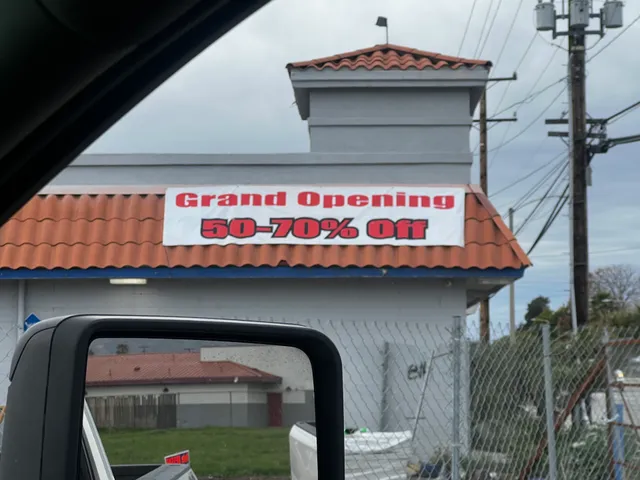 Grand Opening
50-70% Off